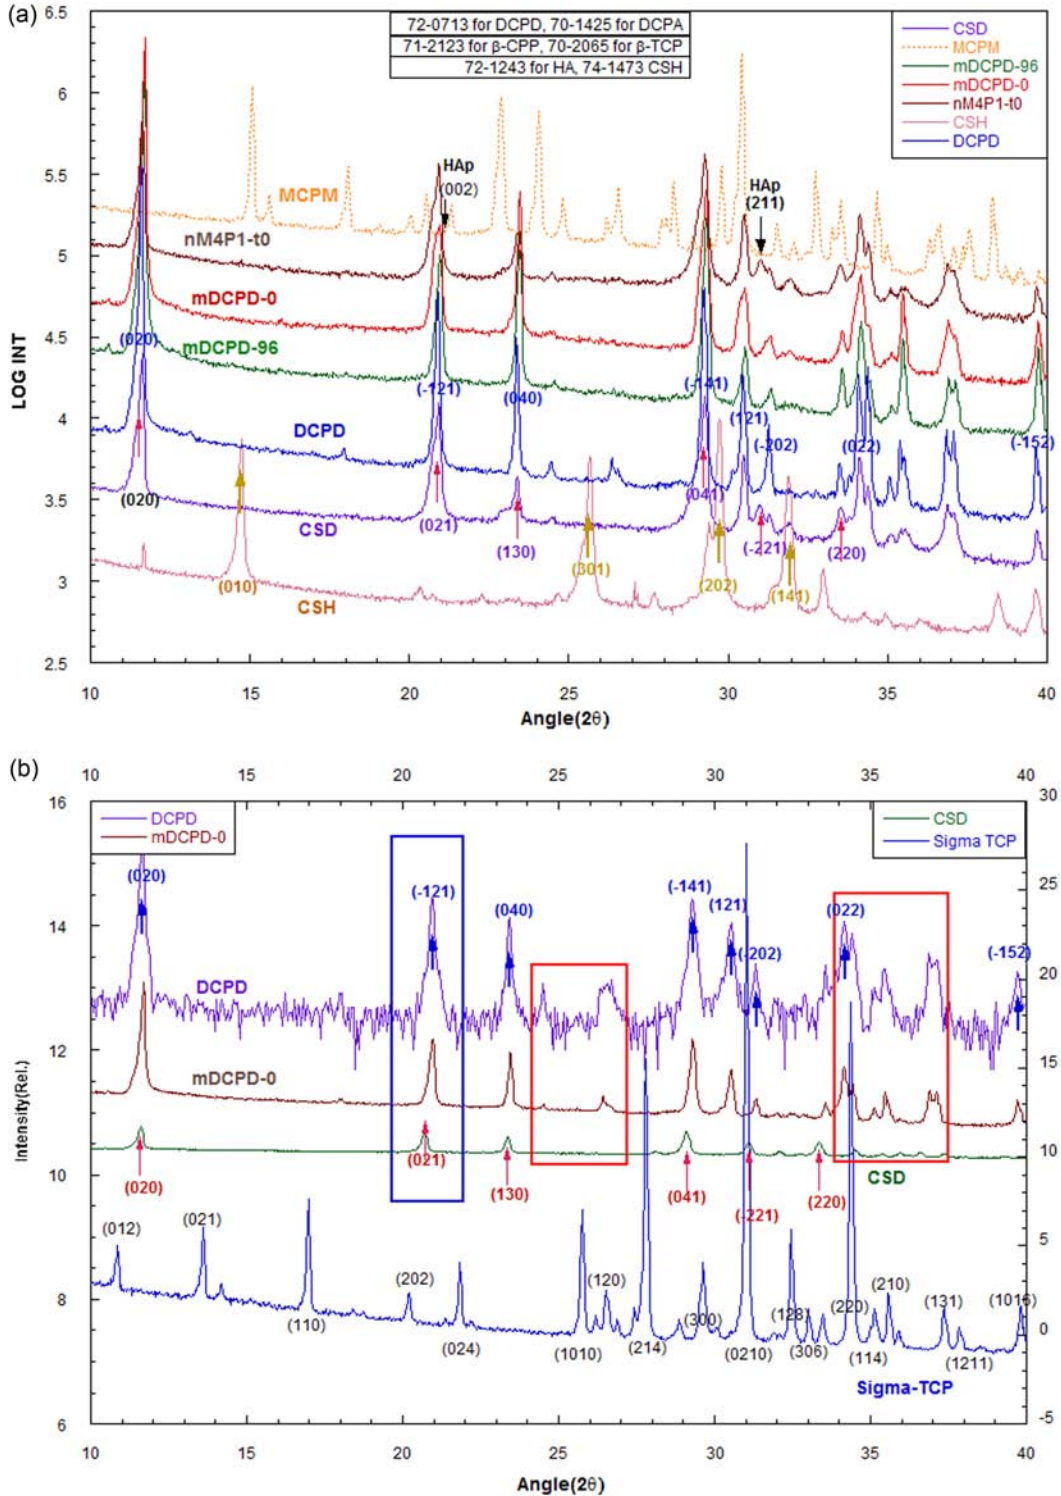 (a)
6.5
72-0713 for DCPD, 70-1425 for DCPA
71-2123 for β-CPP, 70-2065 for β-TCP
72-1243 for HA, 74-1473 CSH
CSD
MCPM
mDCPD-96
mDCPD-0
nM4P1-t0
CSH
DCPD
6
5.5
HAp
(002)
HAp
(211)
MCPM
nM4P1-t0
5
mDCPD-0
4.5
(020)
mDCPD-96
(-121)
(040)
(-141)
(121)
(-202)
(022)
(-152)
4
DCPD
3.5
(020)
CSD
(021)
(130)
(041)
(-221)
(220)
(301)
(202)
(141)
(010)
3
CSH
2.5
LOG INT
10 15 20 25 30 35 40
Angle(2θ)
(b)
10 15 20 25 30 35 40
16
30
DCPD
mDCPD-0
CSD
Sigma TCP
(020)
(-121)
(040)
(-141)
(121)
(-202)
(022)
(-152)
25
14
20
DCPD
15
12
mDCPD-0
10
10
CSD
(020)
(021)
(130)
(041)
(-221)
(220)
(012)
(021)
(110)
(202)
(024)
(1010)
(120)
(214)
(300)
(0210)
(128)
(306)
(220)
(114)
(210)
(131)
(1211)
(1016)
5
8
0
Sigma-TCP
6
-5
Intensity(Rel.)
10 15 20 25 30 35 40
Angle(2θ)